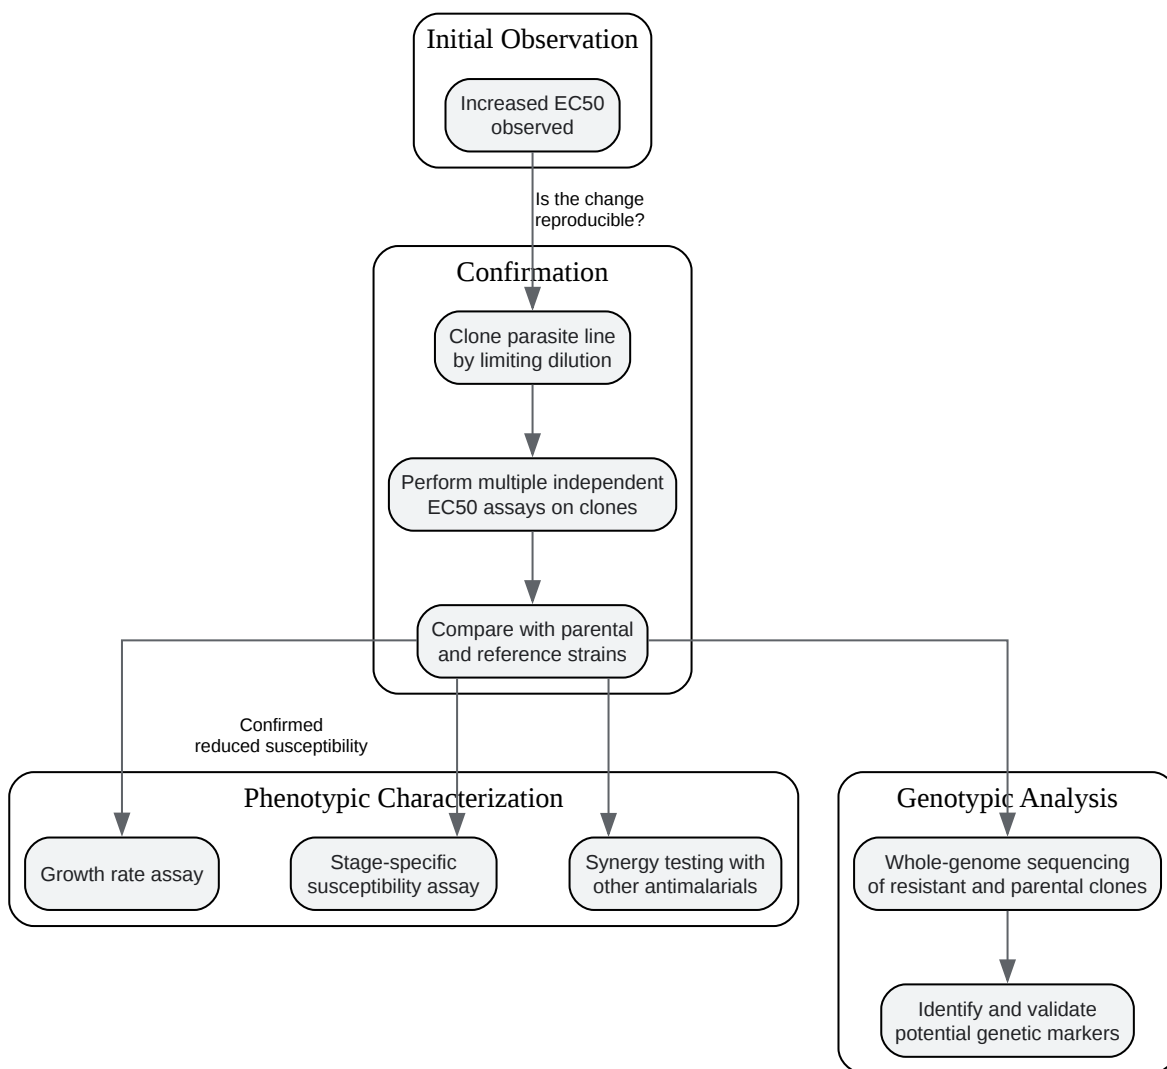 Initial Observation
Increased EC50
observed
Is the change
reproducible?
Confirmation
Clone parasite line
by limiting dilution
Perform multiple independent
EC50 assays on clones
Compare with parental
and reference strains
Confirmed
reduced susceptibility
Phenotypic Characterization
Growth rate assay
Stage-specific
susceptibility assay
Synergy testing with
other antimalarials
Genotypic Analysis
Whole-genome sequencing
of resistant and parental clones
Identify and validate
potential genetic markers